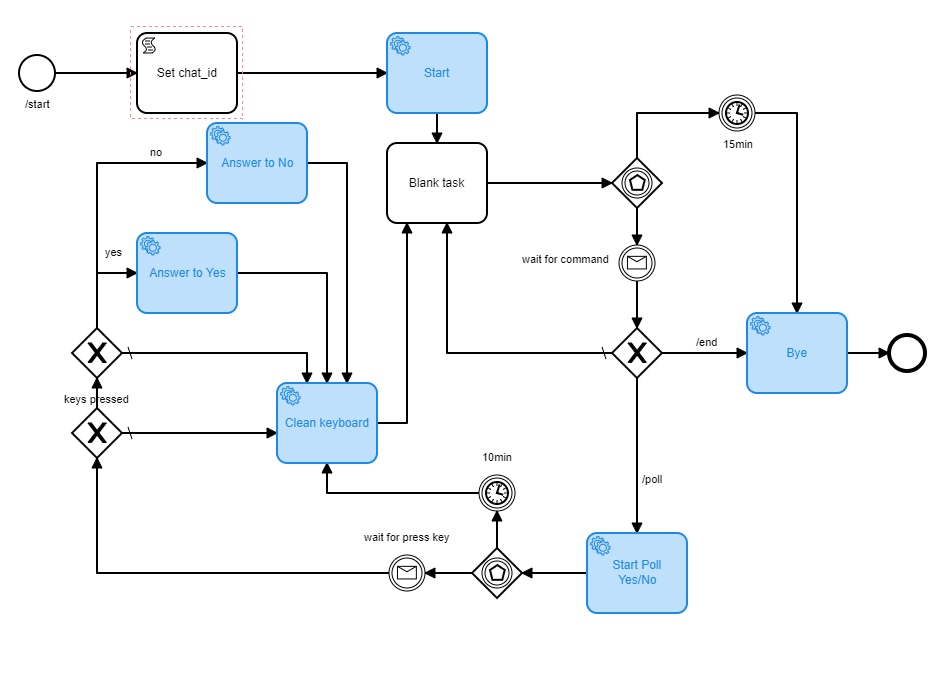 Set chat_id
Start
/start
15min
no
Answer to No
Blank task
yes
wait for command
Answer to Yes
/end
Bye
keys pressed
Clean keyboard
10min
/poll
wait for press key
Start Poll
Yes/No